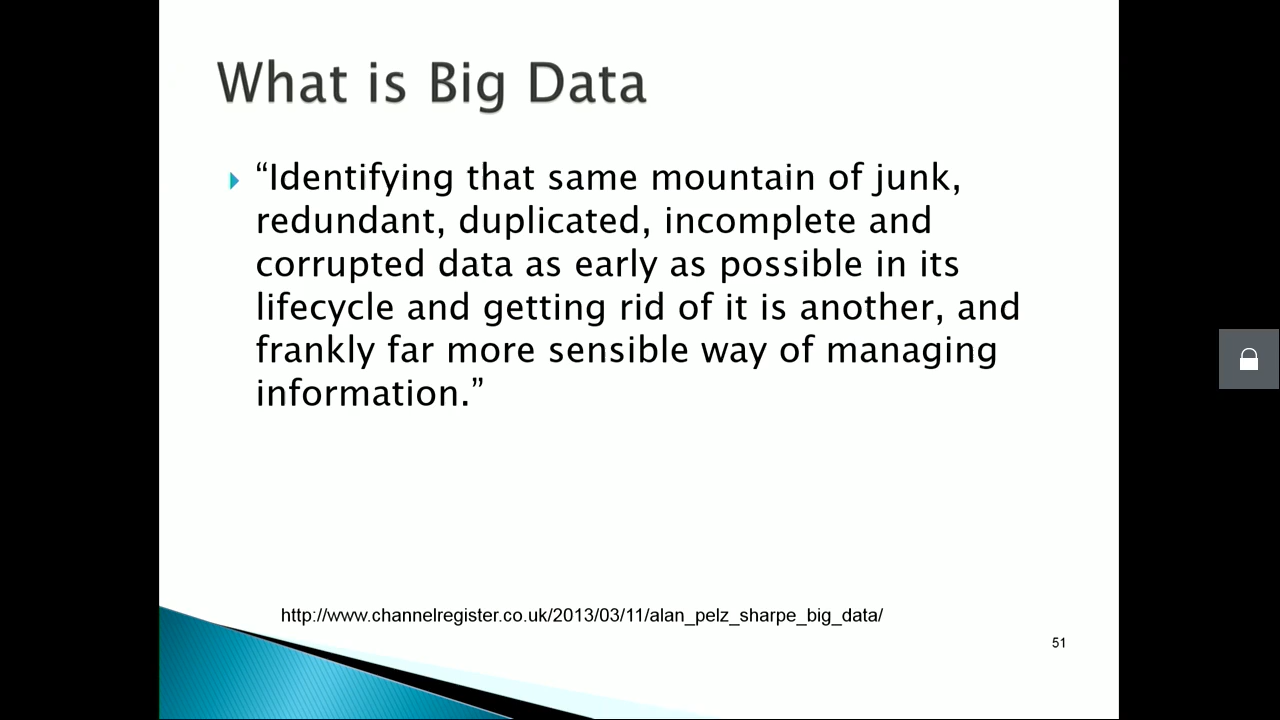 What is Big Data
“Identifying that same mountain of junk,
redundant, duplicated, incomplete and
corrupted data as early as possible in its
lifecycle and getting rid of it is another, and
frankly far more sensible way of managing
information.”
http://www.channelregister.co.uk/2013/03/11/alan_pelz_sharpe_big_data/
51